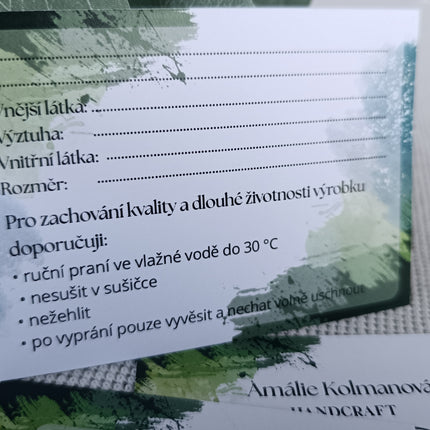 Vnější látka:
Výztuha:
Vnitřní látka:
Rozměr:
Pro zachování kvality a dlouhé životnosti výrobku
doporučuji:
• ruční praní ve vlažné vodě do 30 °C
• nesušit v sušičce
• nežehlit
• po vyprání pouze vyvěsit a nechat volně uschnout
Amálie Kolmanová
HANDCRAFT